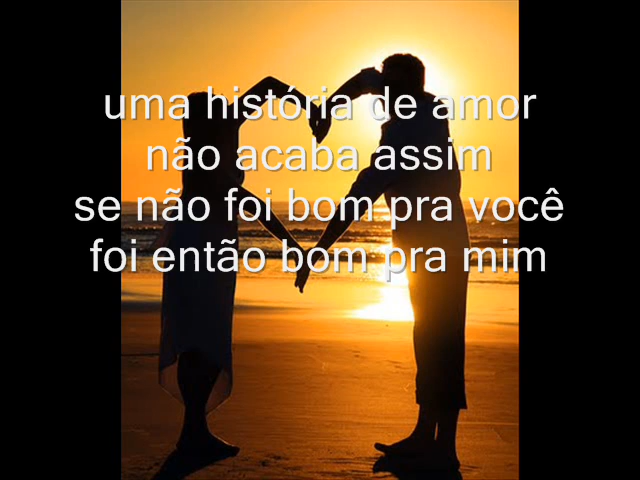 uma história de amor
não acaba assim
se não foi bom pra você
foi então bom pra mim